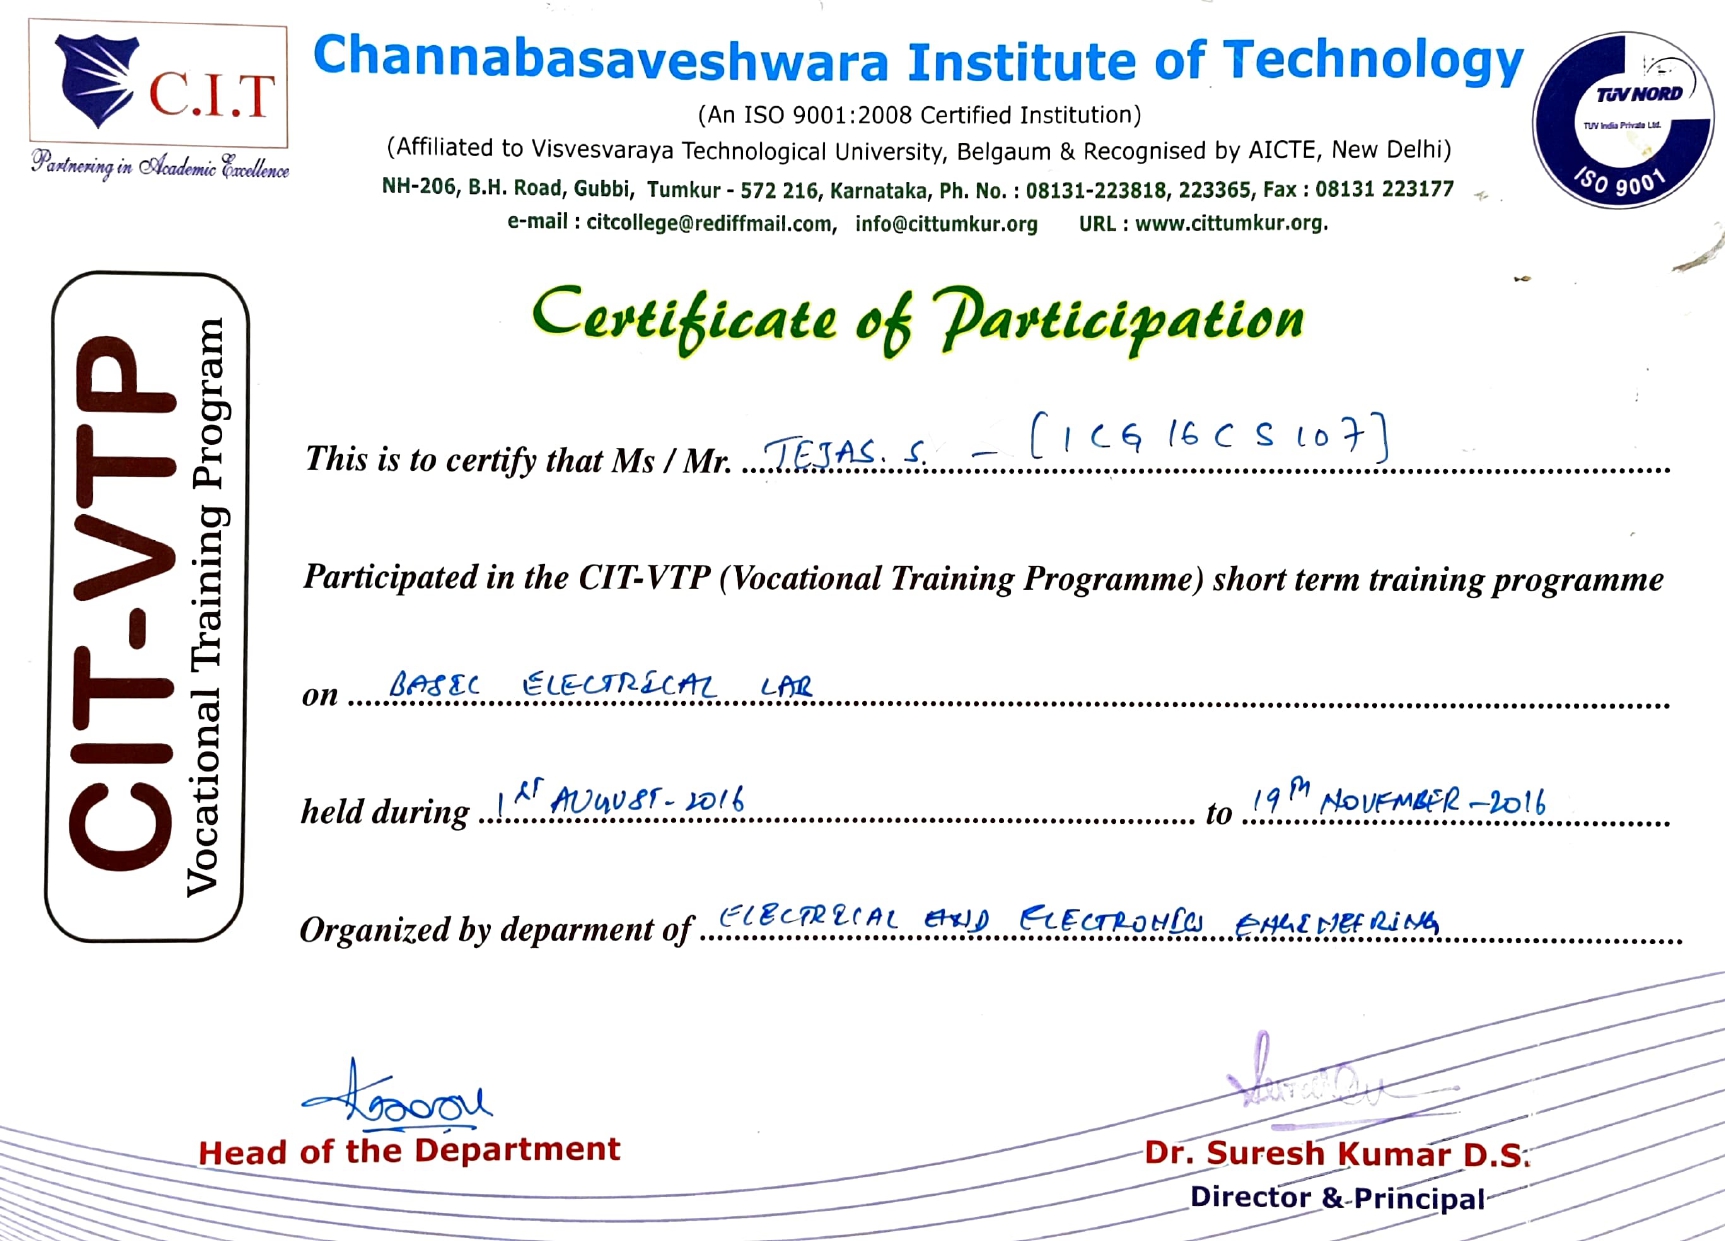 C.I.T
Partnering in Academic Excellence
Channabasaveshwara Institute of Technology
(An ISO 9001:2008 Certified Institution)
(Affiliated to Visvesvaraya Technological University, Belgaum & Recognised by AICTE, New Delhi)
NH-206, B.H. Road, Gubbi, Tumkur - 572 216, Karnataka, Ph. No. : 08131-223818, 223365, Fax : 08131 223177
e-mail : citcollege@rediffmail.com, info@cittumkur.org URL : www.cittumkur.org.
TÜV NORD
TUV India Private Ltd.
ISO 9001
CIT-VTP
Vocational Training Program
Certificate of Participation
This is to certify that Ms / Mr. TEJAS. S. - [1CG16CS107]
Participated in the CIT-VTP (Vocational Training Programme) short term training programme
on BASIC ELECTRICAL LAB
held during 1ST AUGUST-2016 to 19TH NOVEMBER-2016
Organized by deparment of ELECTRICAL AND ELECTRONICS ENGINEERING
Head of the Department
Dr. Suresh Kumar D.S.
Director & Principal